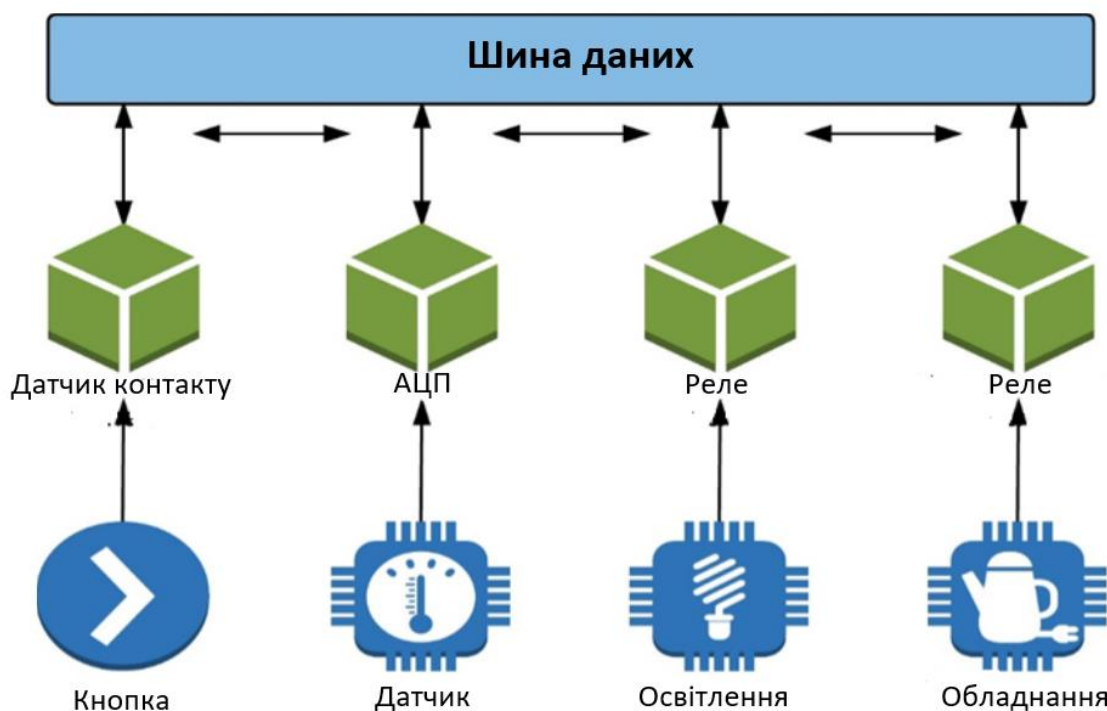 Шина даних
Датчик контакту
АЦП
Реле
Реле
Кнопка
Датчик
Освітлення
Обладнання